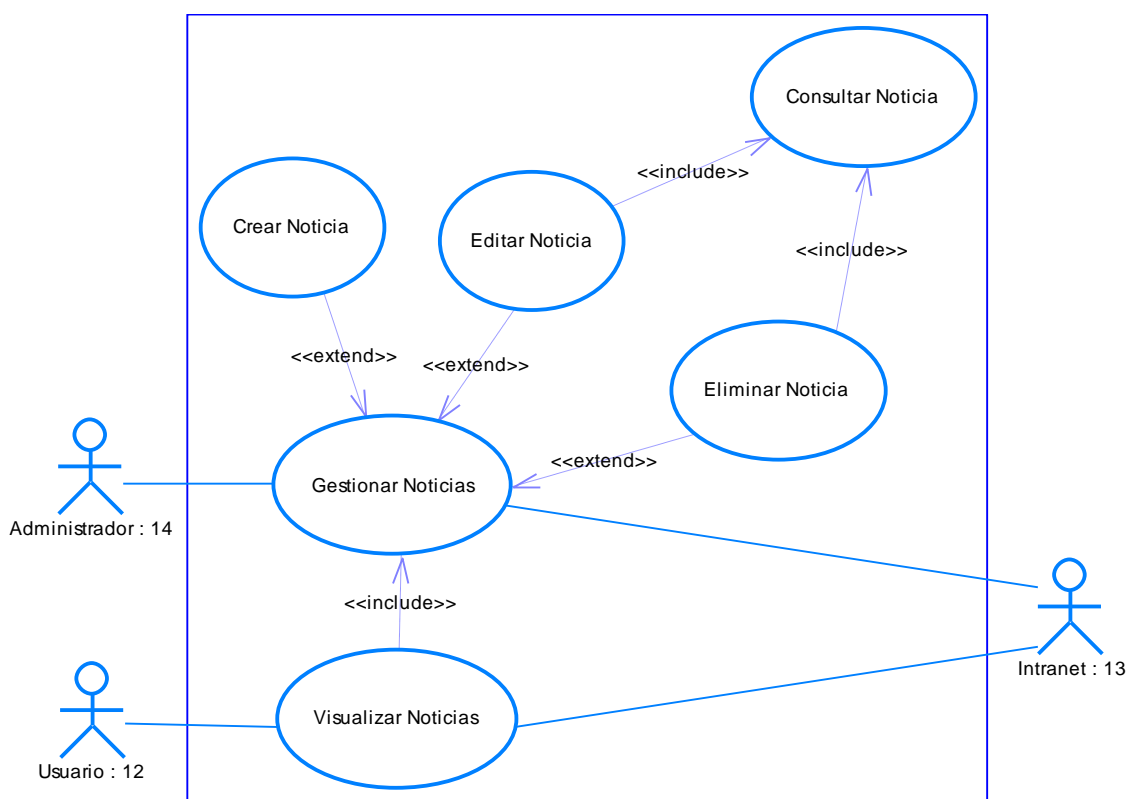 Consultar Noticia
<<include>>
Crear Noticia
Editar Noticia
<<include>>
<<extend>>
<<extend>>
Eliminar Noticia
<<extend>>
Gestionar Noticias
Administrador : 14
<<include>>
Intranet : 13
Visualizar Noticias
Usuario : 12